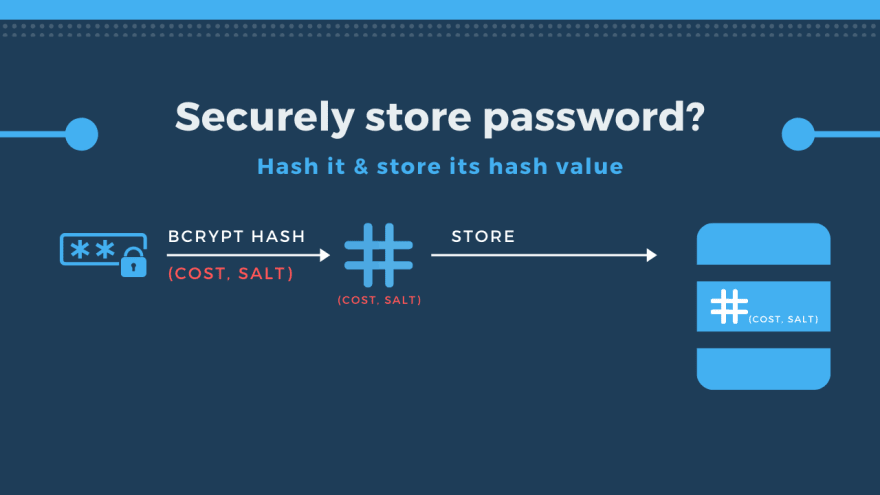 Securely store password?
Hash it & store its hash value
**
BCRYPT HASH
(COST, SALT)
#
(COST, SALT)
STORE
#(COST, SALT)